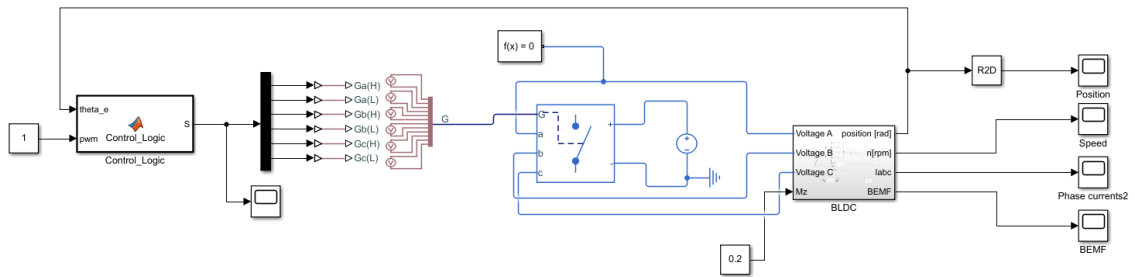 f(x) = 0
R2D
Position
theta_e
pwm
S
Control_Logic
Control_Logic
1
Ga(H)
Ga(L)
Gb(H)
Gb(L)
Gc(H)
Gc(L)
G
G
a
b
c
+
-
+
-
Voltage A
Voltage B
Voltage C
Mz
position [rad]
n[rpm]
Iabc
BEMF
BLDC
Speed
Phase currents2
BEMF
0.2